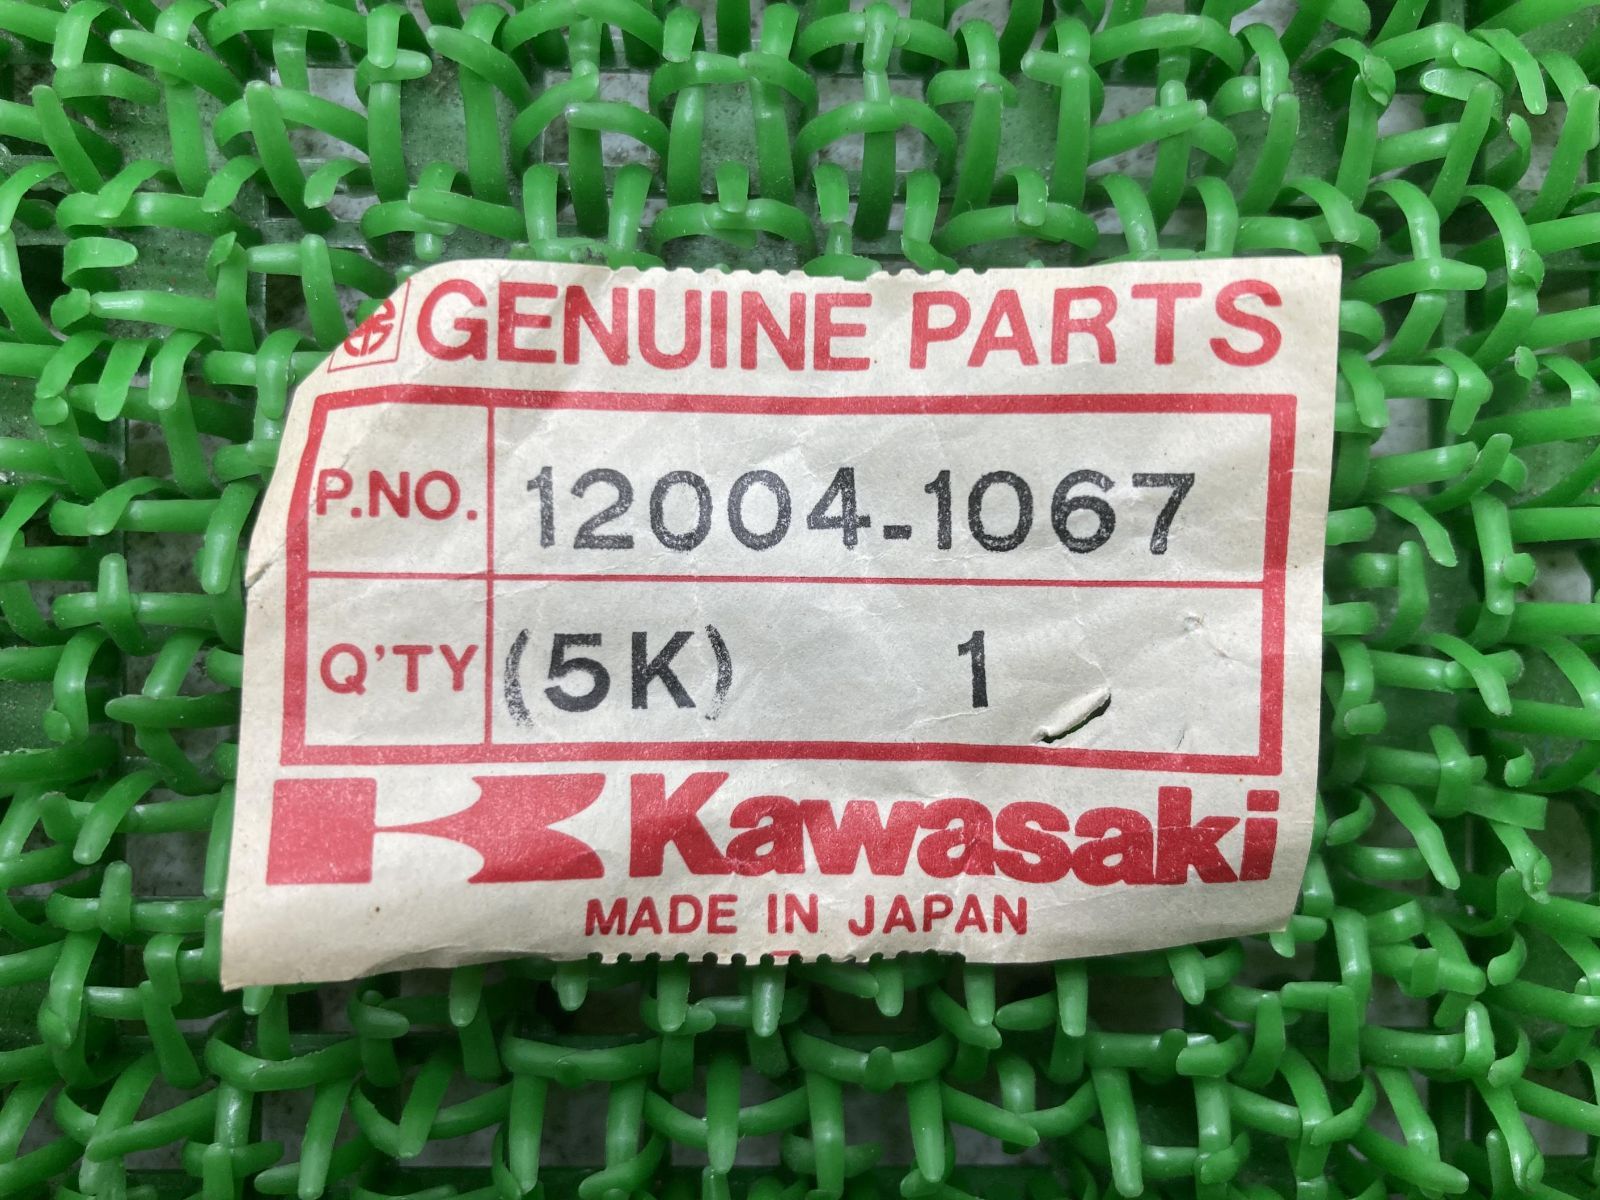 GENUINE PARTS
P.NO. 12004-1067
Q'TY (5K) 1
Kawasaki
MADE IN JAPAN